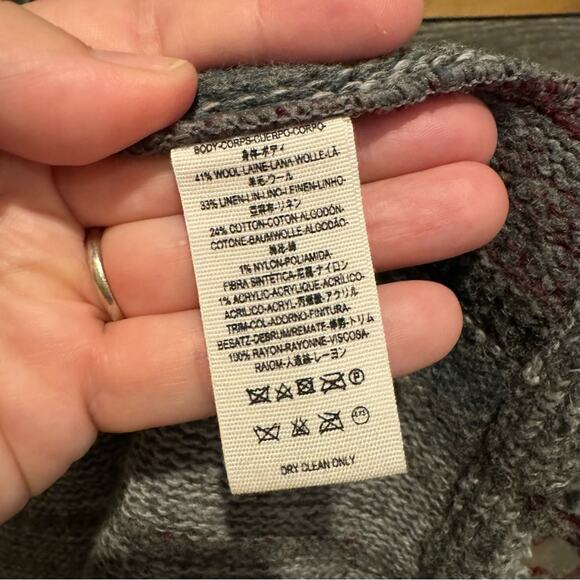 BODY-CORPS-CUERPO-CORPO-
身体-ボディ
41% WOOL LAINE-LANA-WOLLE-LÃ-
羊毛-ウール
33% LINEN-LIN-LINO-LEINEN-LINHO-
亚麻布-リネン
24% COTTON-COTON-ALGODÓN-
COTONE-BAUMWOLLE-ALGODÃO-
棉
1% NYLON-POLIAMIDA-
FIBRA SINTETICA-尼龍-ナイロン
1% ACRYLIC-ACRYLIQUE-ACRÍLICO-
ACRILICO-ACRYL-丙烯酸-アクリル
TRIM-COL-ADORNO-FINITURA-
BESATZ-DEBRUM/REMATE-修剪-トリム
100% RAYON-RAYONNE-VISCOSA-
RAIOM-人造絲-レーヨン
P
DRY CLEAN ONLY